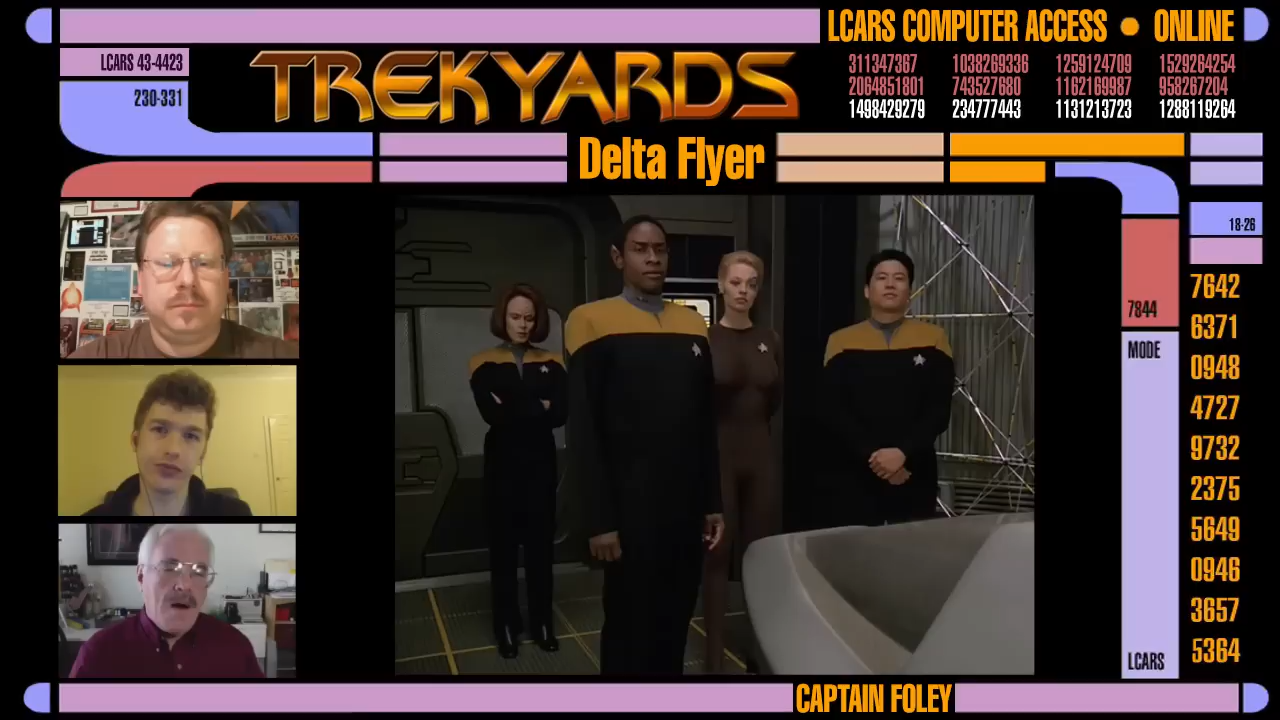 LCARS COMPUTER ACCESS • ONLINE
LCARS 43-4423
TREKYARDS
311347367 1038269336 1259124709 1529264254
2064851801 743527680 1162169987 958267204
1498429279 234777443 1131213723 1288119264
230-331
Delta Flyer
18-26
7844
MODE
7642
6371
0948
4727
9732
2375
5649
0946
3657
5364
LCARS
CAPTAIN FOLEY